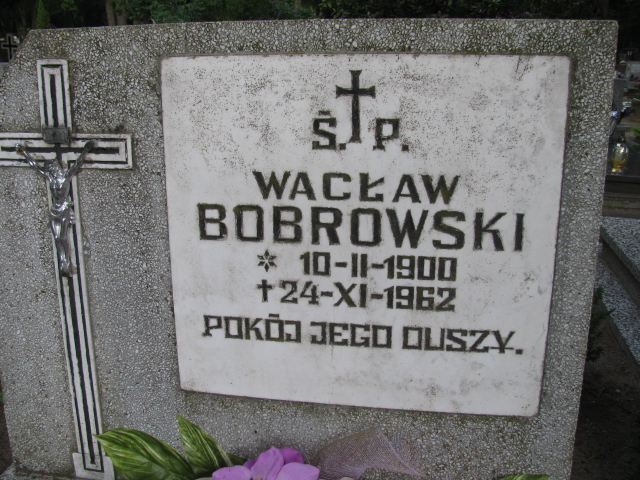 Ś. P.
WACŁAW
BOBROWSKI
* 10-II-1900
† 24-XI-1962
POKÓJ JEGO DUSZY.